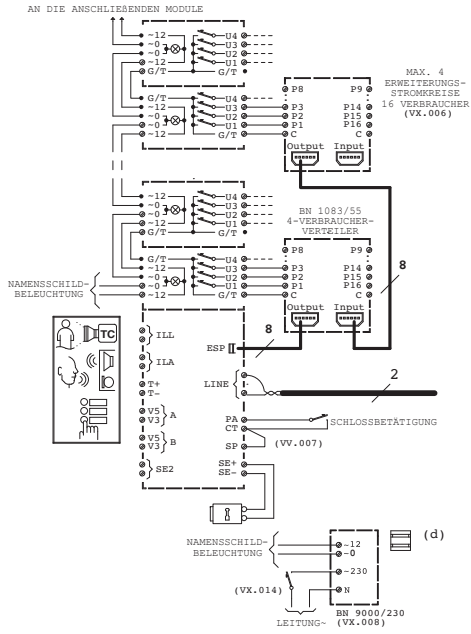 AN DIE ANSCHLIEßENDEN MODULE
~12
~0
~0
~12
G/T
U4
U3
U2
U1
G/T
G/T
~12
~0
~0
~12
U4
U3
U2
U1
G/T
P8
P3
P2
P1
C
P9
P14
P15
P16
C
Output
Input
MAX. 4
ERWEITERUNGS-
STROMKREISE
16 VERBRAUCHER
(VX.006)
~12
~0
~0
~12
G/T
U4
U3
U2
U1
G/T
BN 1083/55
4-VERBRAUCHER-
VERTEILER
G/T
~12
~0
~0
~12
U4
U3
U2
U1
G/T
P8
P3
P2
P1
C
P9
P14
P15
P16
C
Output
Input
8
NAMENSSCHILD-
BELEUCHTUNG
TC
ILL
ILA
T+
T-
V5
V3
A
V5
V3
B
SE2
ESP
8
LINE
2
PA
CT
SP
SCHLOSSBETÄTIGUNG
(VV.007)
SE+
SE-
NAMENSSCHILD-
BELEUCHTUNG
~12
~0
~230
N
(d)
(VX.014)
LEITUNG~
BN 9000/230
(VX.008)